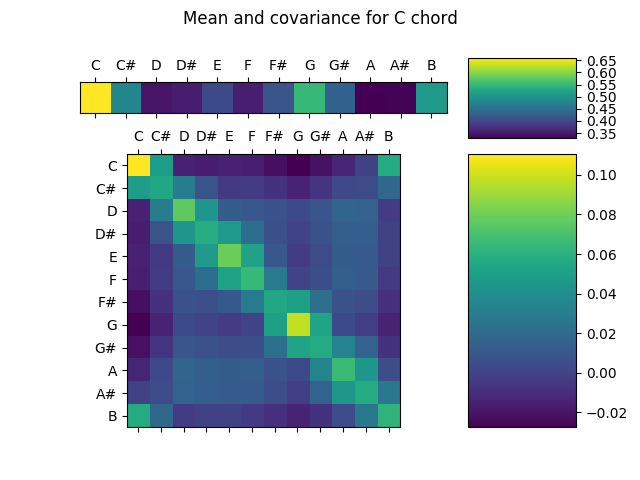 Mean and covariance for C chord
C C# D D# E F F# G G# A A# B
0.65
0.60
0.55
0.50
0.45
0.40
0.35
C C# D D# E F F# G G# A A# B
C
C#
D
D#
E
F
F#
G
G#
A
A#
B
0.10
0.08
0.06
0.04
0.02
0.00
−0.02